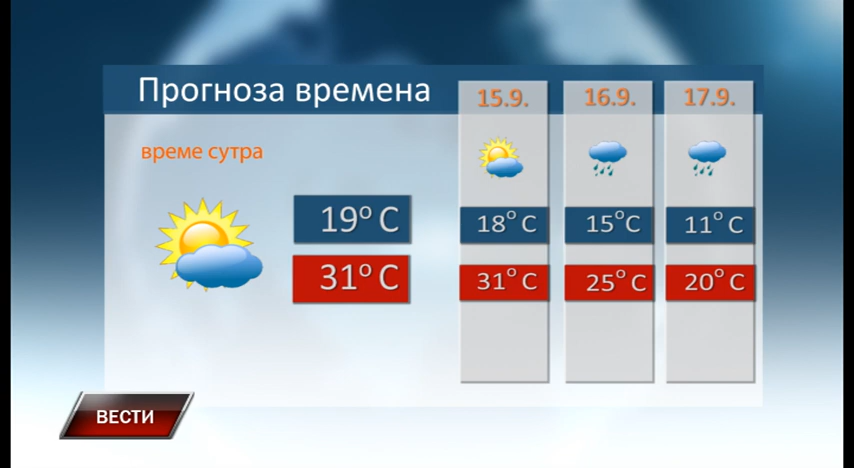 Прогноза времена
време сутра
19° C
31° C
15.9. 16.9. 17.9.
18° C 15°C 11° C
31° C 25° C 20° C
ВЕСТИ